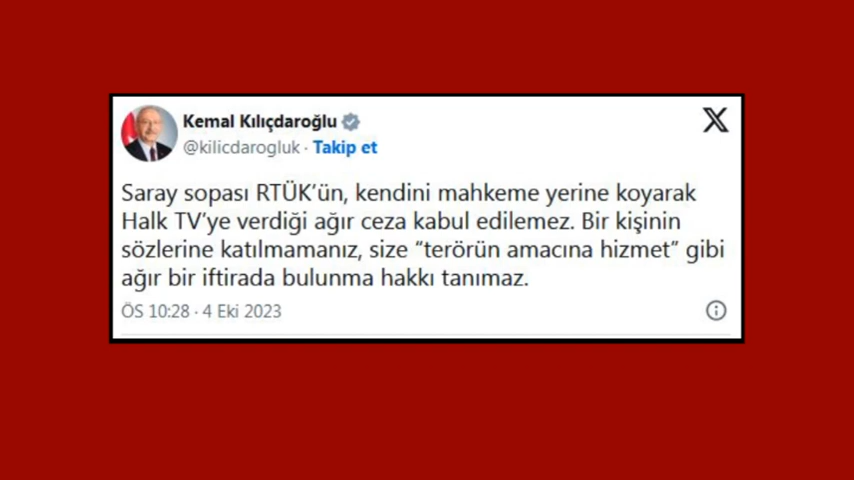 Kemal Kılıçdaroğlu
@kilicdarogluk · Takip et
Saray sopası RTÜK’ün, kendini mahkeme yerine koyarak
Halk TV’ye verdiği ağır ceza kabul edilemez. Bir kişinin
sözlerine katılmamanız, size “terörün amacına hizmet” gibi
ağır bir iftirada bulunma hakkı tanımaz.
ÖS 10:28 · 4 Eki 2023